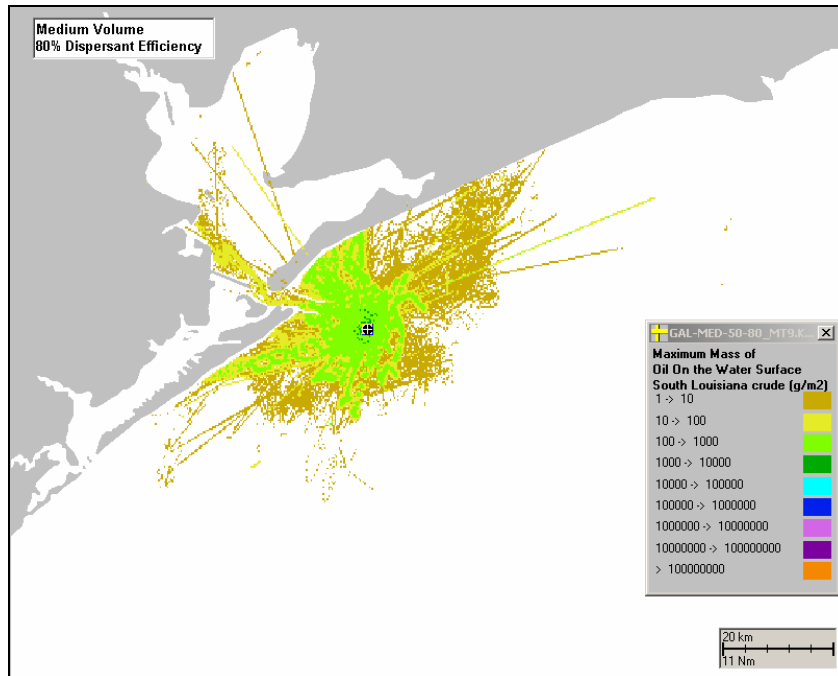 Medium Volume
80% Dispersant Efficiency
GAL-MED-50-80_MT9.K...
Maximum Mass of
Oil On the Water Surface
South Louisiana crude (g/m2)
1 -> 10
10 -> 100
100 -> 1000
1000 -> 10000
10000 -> 100000
100000 -> 1000000
1000000 -> 10000000
10000000 -> 100000000
> 100000000
20 km
11 Nm